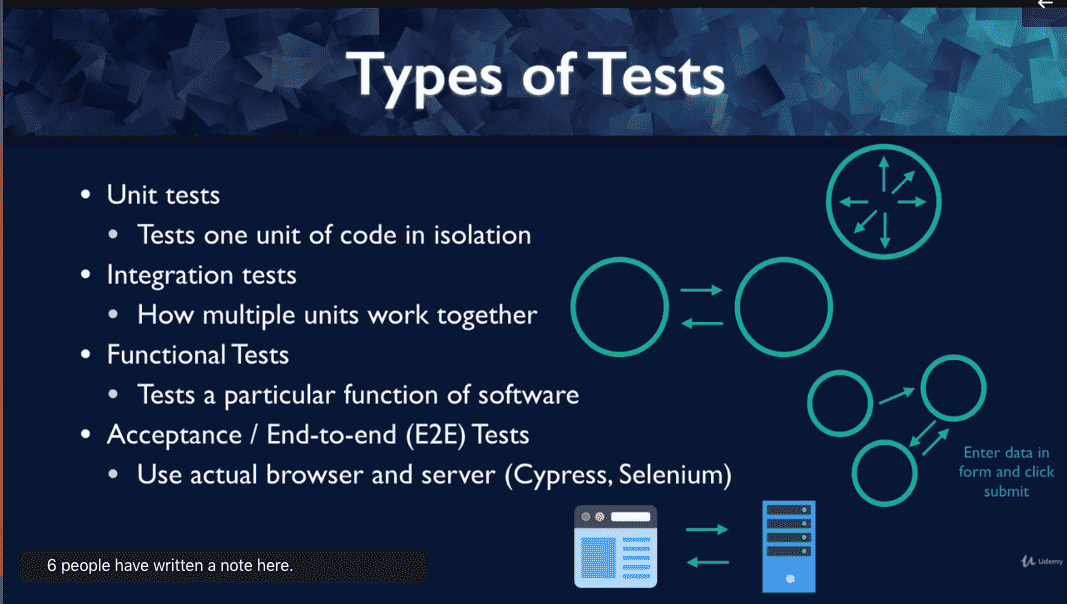 Types of Tests
• Unit tests
• Tests one unit of code in isolation
• Integration tests
• How multiple units work together
• Functional Tests
• Tests a particular function of software
• Acceptance / End-to-end (E2E) Tests
• Use actual browser and server (Cypress, Selenium)
Enter data in
form and click
submit
6 people have written a note here.
Udemy